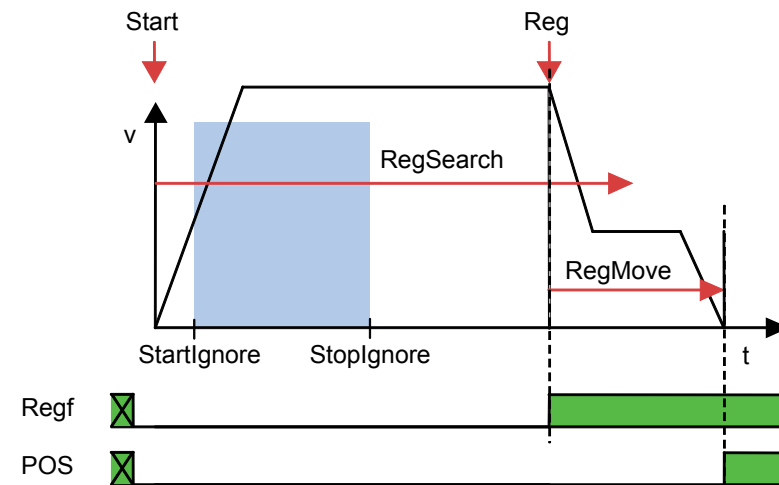 Start
Reg
v
RegSearch
RegMove
StartIgnore
StopIgnore
t
Regf
POS